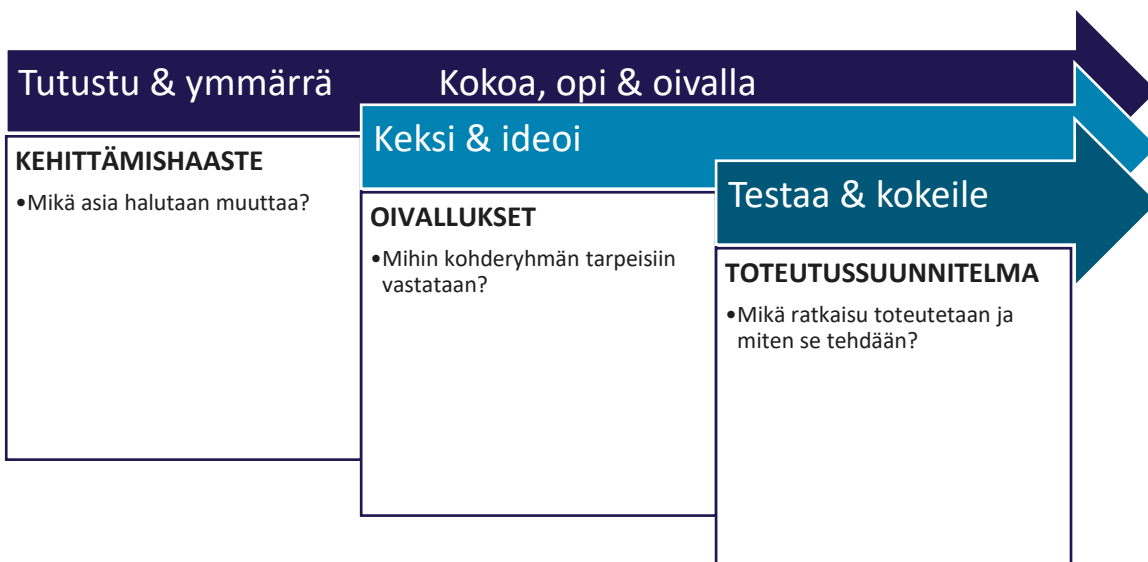 Tutustu & ymmärrä
Kokoa, opi & oivalla
Keksi & ideoi
Testaa & kokeile
KEHITTÄMISHAASTE
•Mikä asia halutaan muuttaa?
OIVALLUKSET
•Mihin kohderyhmän tarpeisiin
vastataan?
TOTEUTUSSUUNNITELMA
•Mikä ratkaisu toteutetaan ja
miten se tehdään?